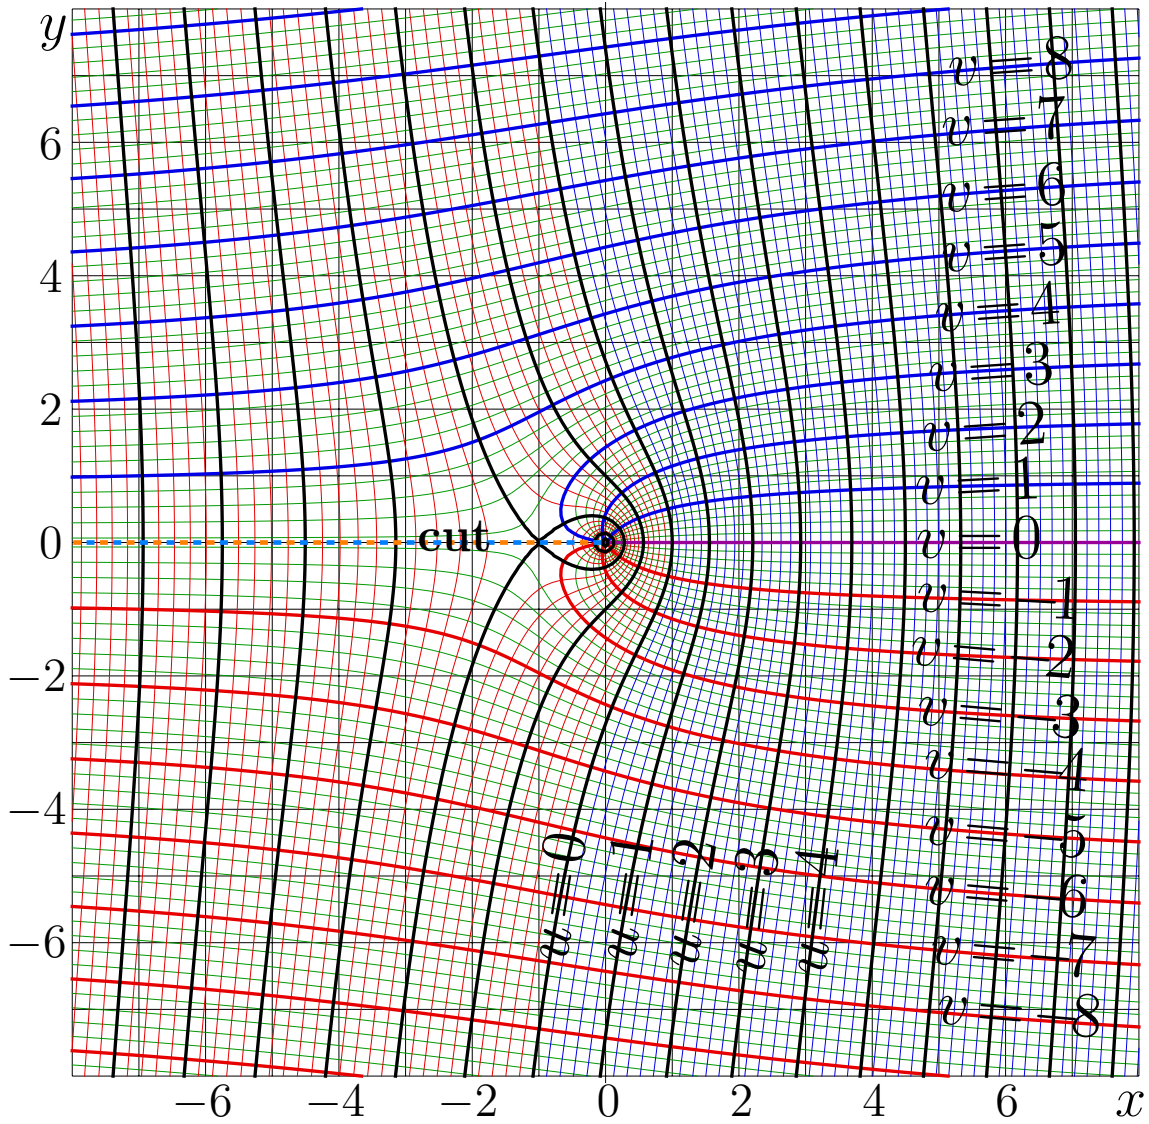 y
v=8
v=7
6
v=6
v=5
4
v=4
v=3
2
v=2
v=1
0
cut
v=0
v=−1
−2
v=−2
v=−3
v=−4
−4
v=−5
u=0
u=1
u=2
u=3
u=4
v=−6
−6
v=−7
v=−8
−6 −4 −2 0 2 4 6 x